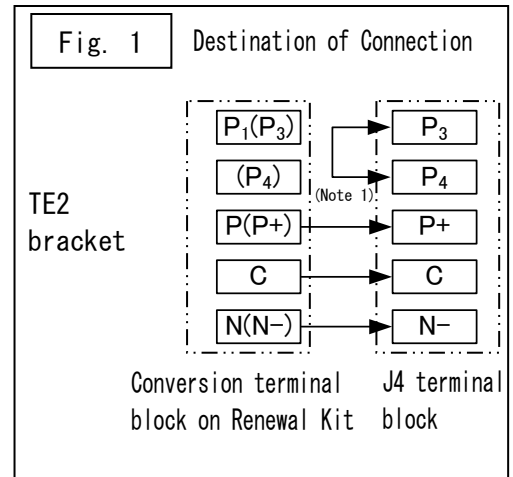 Fig. 1
Destination of Connection
P₁(P₃)
P₃
(P₄)
P₄
(Note 1)
TE2
bracket
P(P+)
P+
C
C
N(N−)
N−
Conversion terminal
block on Renewal Kit
J4 terminal
block